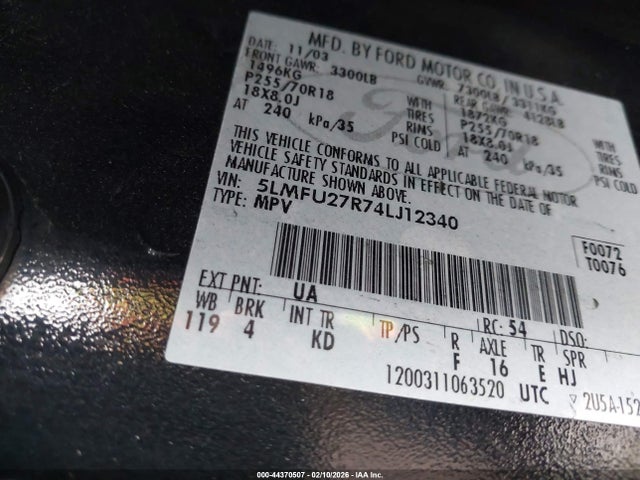 MFD. BY FORD MOTOR CO. IN U.S.A.
DATE: 11/03 GVWR: 7300LB / 3311KG
FRONT GAWR: 3300LB REAR GAWR: 4128LB
1496KG WITH 1872KG WITH
P255/70R18 TIRES P255/70R18 TIRES
18X8.0J RIMS 18X8.0J RIMS
AT 240 kPa/35 PSI COLD AT 240 kPa/35 PSI COLD
THIS VEHICLE CONFORMS TO ALL APPLICABLE FEDERAL MOTOR
VEHICLE SAFETY STANDARDS IN EFFECT ON THE DATE OF
MANUFACTURE SHOWN ABOVE.
VIN: 5LMFU27R74LJ12340
TYPE: MPV
F0072
T0076
EXT PNT: UA RC: 54 DSO:
WB BRK INT TR TP/PS R AXLE TR SPR
119 4 KD F 16 E HJ
1200311063520 UTC 2U5A-152
000-44370507 - 02/10/2026 - IAA Inc.